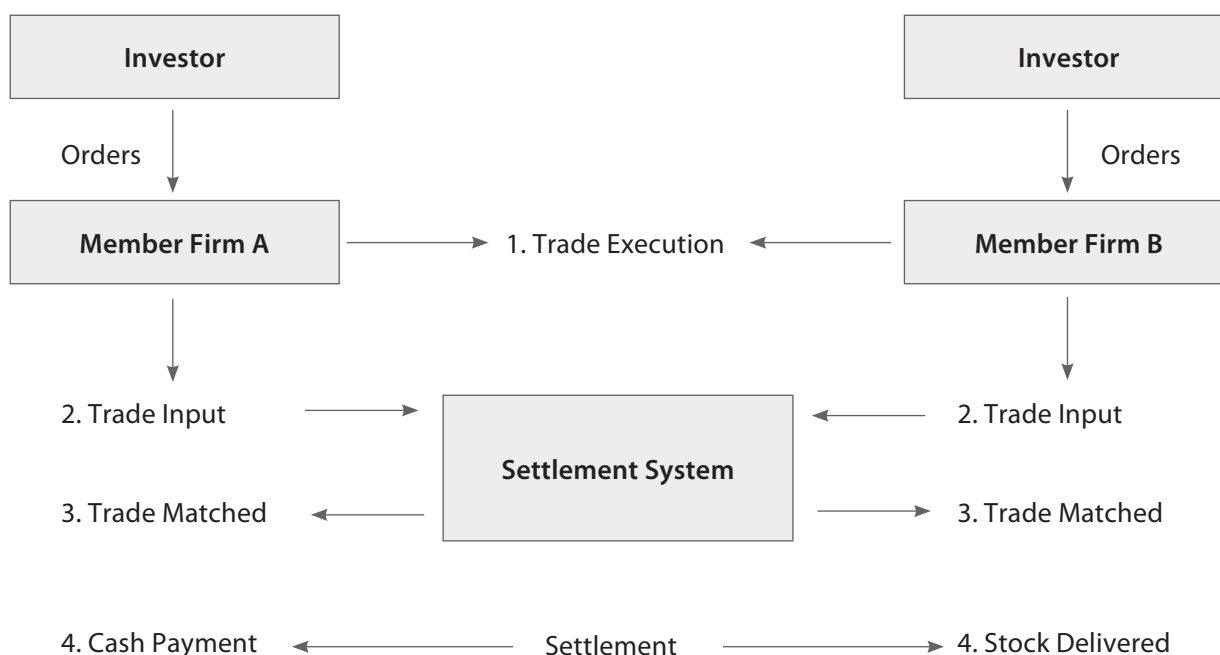 Investor
Investor
Orders
Orders
Member Firm A
1. Trade Execution
Member Firm B
2. Trade Input
2. Trade Input
Settlement System
3. Trade Matched
3. Trade Matched
4. Cash Payment
Settlement
4. Stock Delivered